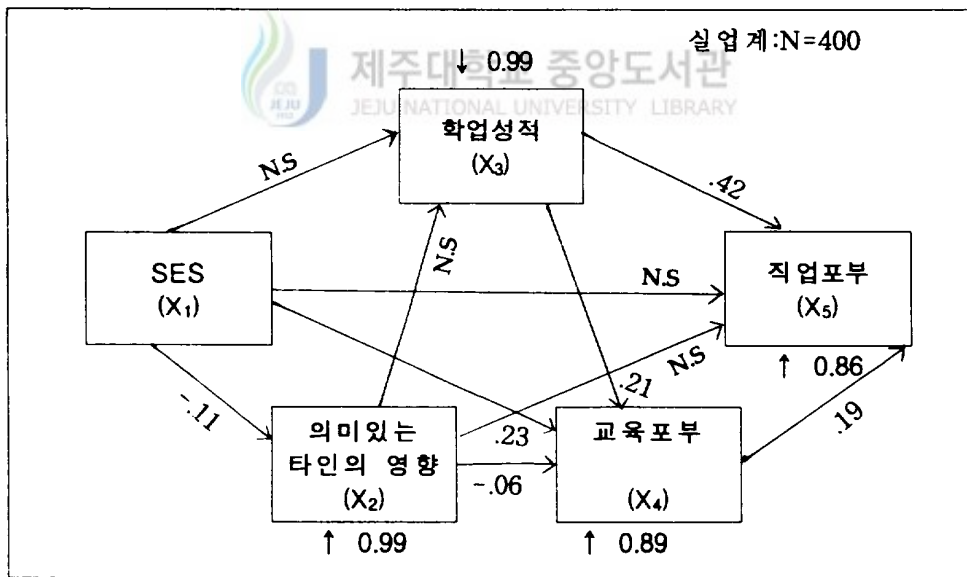 실업계:N=400
제주대학교 중앙도서관
JEJU NATIONAL UNIVERSITY LIBRARY
JEJU
1952
↓ 0.99
학업성적
(X₃)
N.S
.42
N.S
SES
(X₁)
N.S
직업포부
(X₅)
↑ 0.86
-.11
.21
N.S
.19
의미있는
타인의 영향
(X₂)
.23
-.06
교육포부
(X₄)
↑ 0.99
↑ 0.89